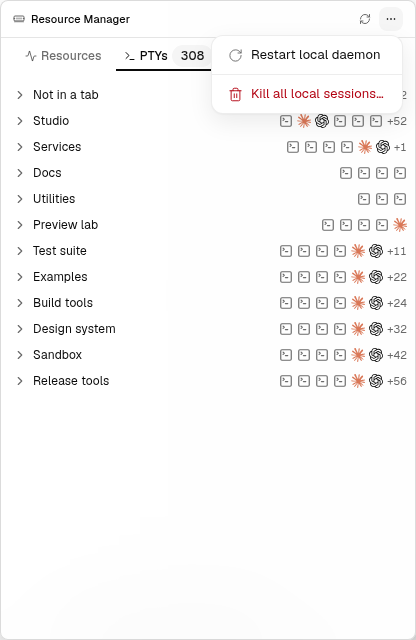 Resource Manager
Resources
PTYs 308
Restart local daemon
Kill all local sessions…
Not in a tab
Studio +52
Services +1
Docs
Utilities
Preview lab
Test suite +11
Examples +22
Build tools +24
Design system +32
Sandbox +42
Release tools +56